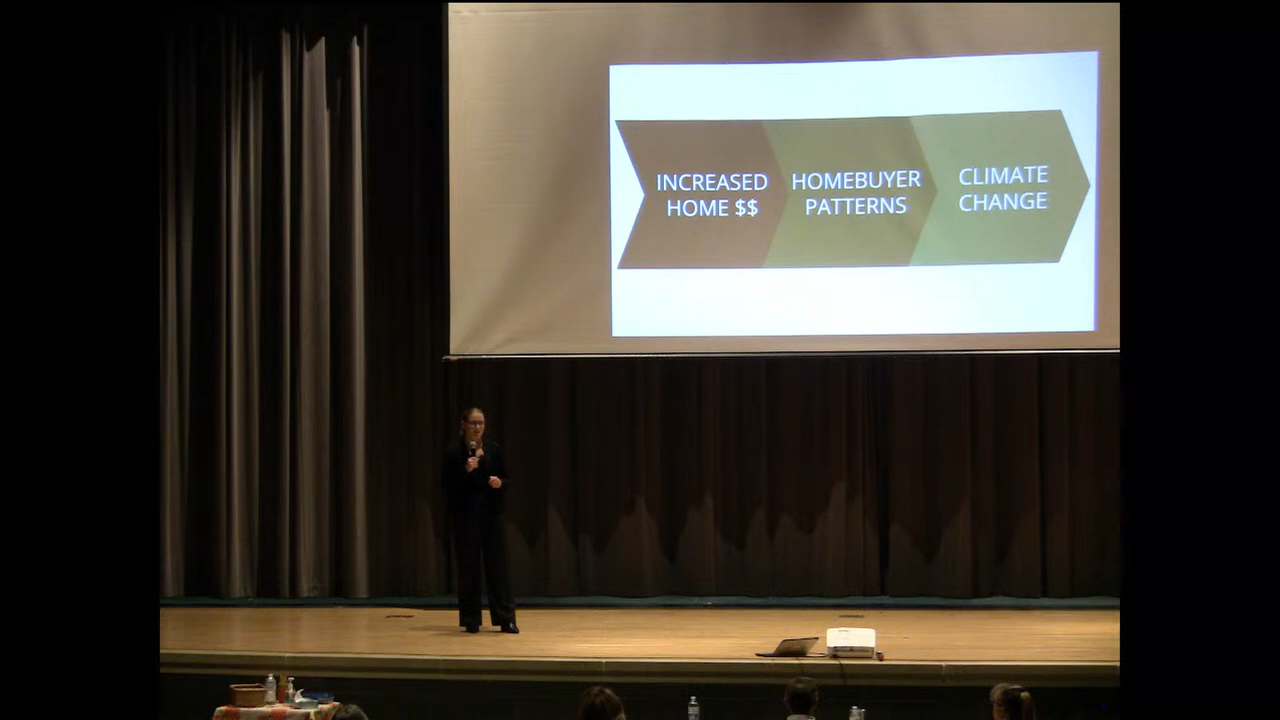 INCREASED
HOME $$
HOMEBUYER
PATTERNS
CLIMATE
CHANGE